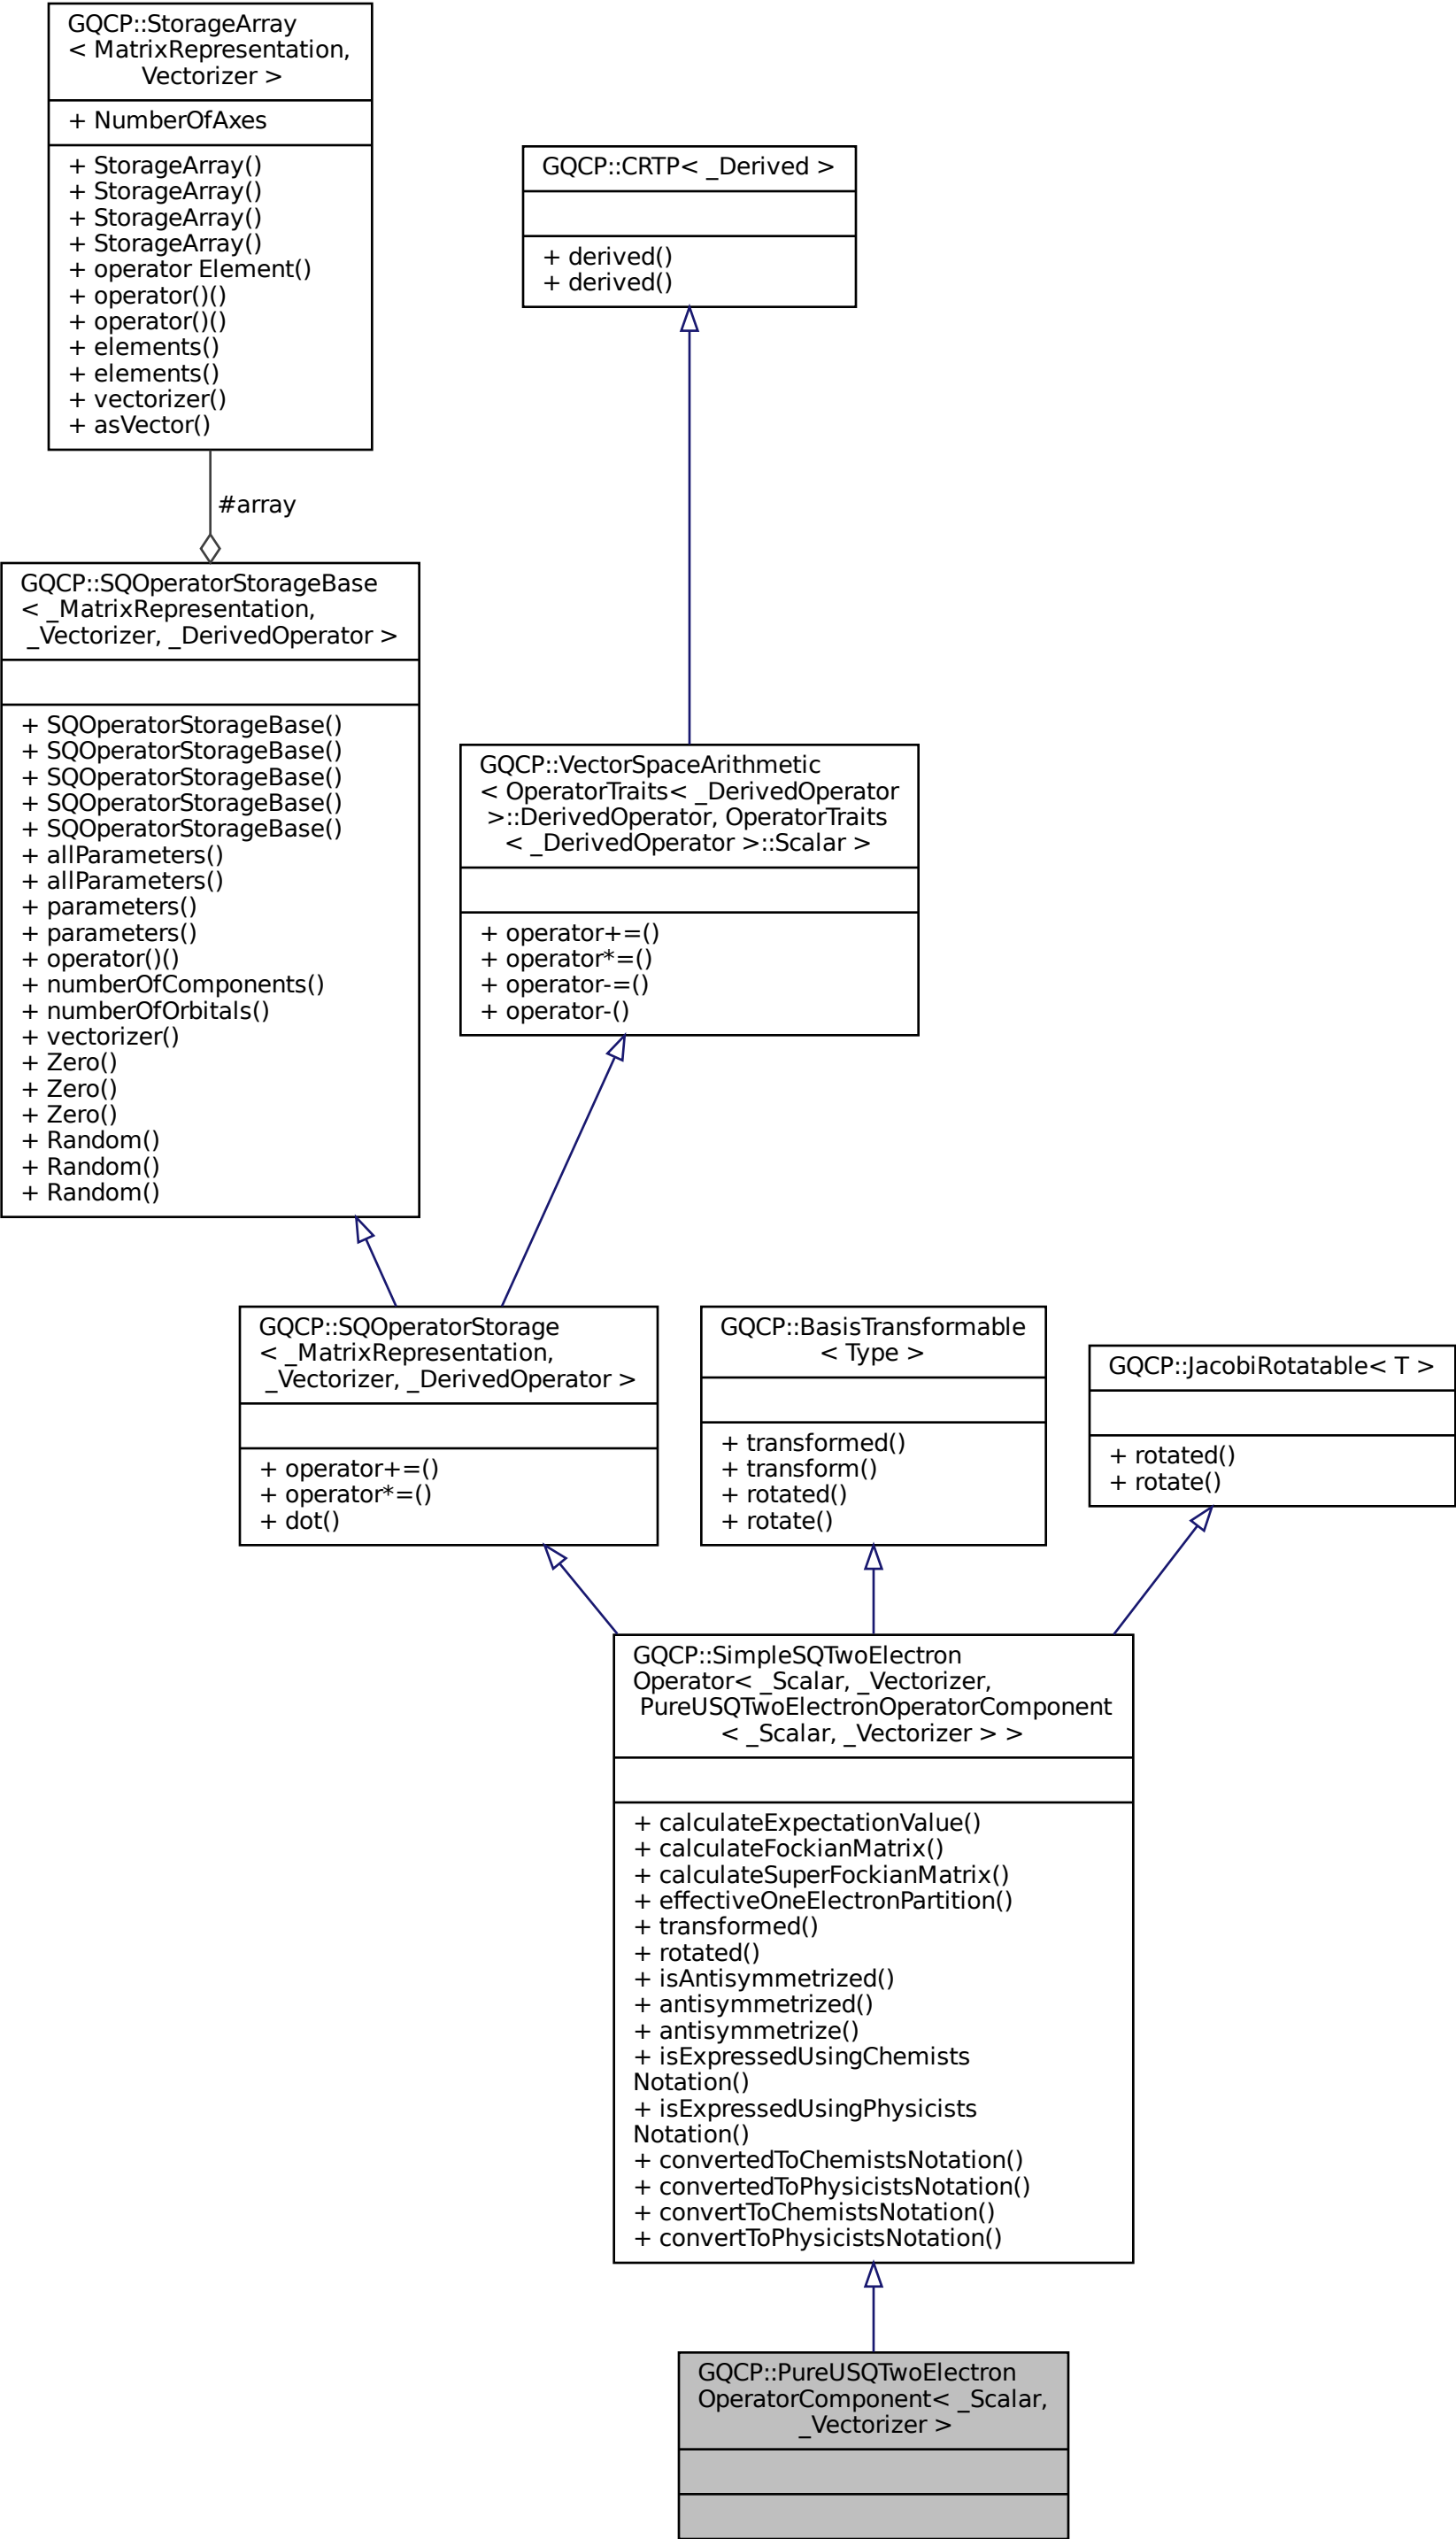 GQCP::StorageArray
< MatrixRepresentation,
Vectorizer >
+ NumberOfAxes
+ StorageArray()
+ StorageArray()
+ StorageArray()
+ StorageArray()
+ operator Element()
+ operator()()
+ operator()()
+ elements()
+ elements()
+ vectorizer()
+ asVector()
GQCP::CRTP< _Derived >
+ derived()
+ derived()
#array
GQCP::SQOperatorStorageBase
< _MatrixRepresentation,
_Vectorizer, _DerivedOperator >
+ SQOperatorStorageBase()
+ SQOperatorStorageBase()
+ SQOperatorStorageBase()
+ SQOperatorStorageBase()
+ SQOperatorStorageBase()
+ allParameters()
+ allParameters()
+ parameters()
+ parameters()
+ operator()()
+ numberOfComponents()
+ numberOfOrbitals()
+ vectorizer()
+ Zero()
+ Zero()
+ Zero()
+ Random()
+ Random()
+ Random()
GQCP::VectorSpaceArithmetic
< OperatorTraits< _DerivedOperator
>::DerivedOperator, OperatorTraits
< _DerivedOperator >::Scalar >
+ operator+=()
+ operator*=()
+ operator-=()
+ operator-()
GQCP::SQOperatorStorage
< _MatrixRepresentation,
_Vectorizer, _DerivedOperator >
+ operator+=()
+ operator*=()
+ dot()
GQCP::BasisTransformable
< Type >
+ transformed()
+ transform()
+ rotated()
+ rotate()
GQCP::JacobiRotatable< T >
+ rotated()
+ rotate()
GQCP::SimpleSQTwoElectron
Operator< _Scalar, _Vectorizer,
PureUSQTwoElectronOperatorComponent
< _Scalar, _Vectorizer > >
+ calculateExpectationValue()
+ calculateFockianMatrix()
+ calculateSuperFockianMatrix()
+ effectiveOneElectronPartition()
+ transformed()
+ rotated()
+ isAntisymmetrized()
+ antisymmetrized()
+ antisymmetrize()
+ isExpressedUsingChemists
Notation()
+ isExpressedUsingPhysicists
Notation()
+ convertedToChemistsNotation()
+ convertedToPhysicistsNotation()
+ convertToChemistsNotation()
+ convertToPhysicistsNotation()
GQCP::PureUSQTwoElectron
OperatorComponent< _Scalar,
_Vectorizer >